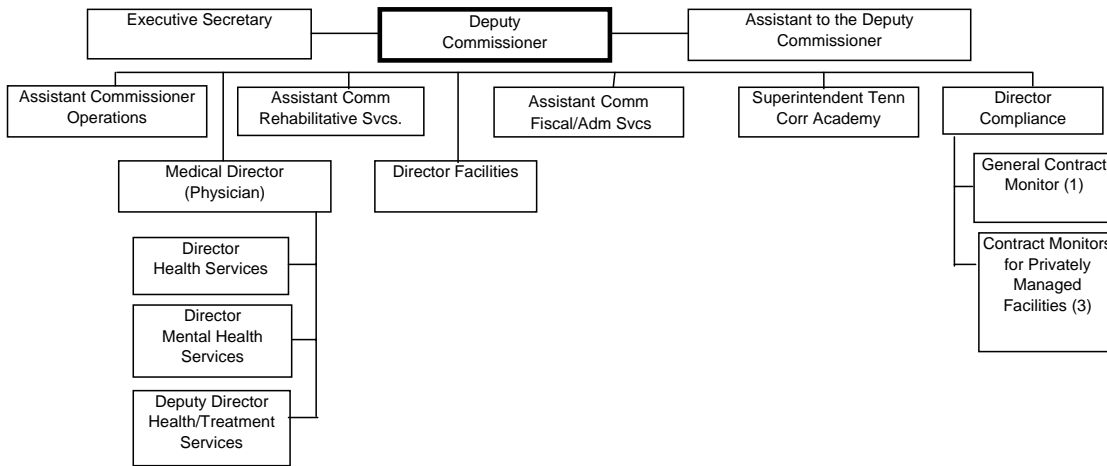 Executive Secretary
Deputy
Commissioner
Assistant to the Deputy
Commissioner
Assistant Commissioner
Operations
Assistant Comm
Rehabilitative Svcs.
Assistant Comm
Fiscal/Adm Svcs
Superintendent Tenn
Corr Academy
Director
Compliance
Medical Director
(Physician)
Director Facilities
General Contract
Monitor (1)
Director
Health Services
Contract Monitors
for Privately
Managed
Facilities (3)
Director
Mental Health
Services
Deputy Director
Health/Treatment
Services